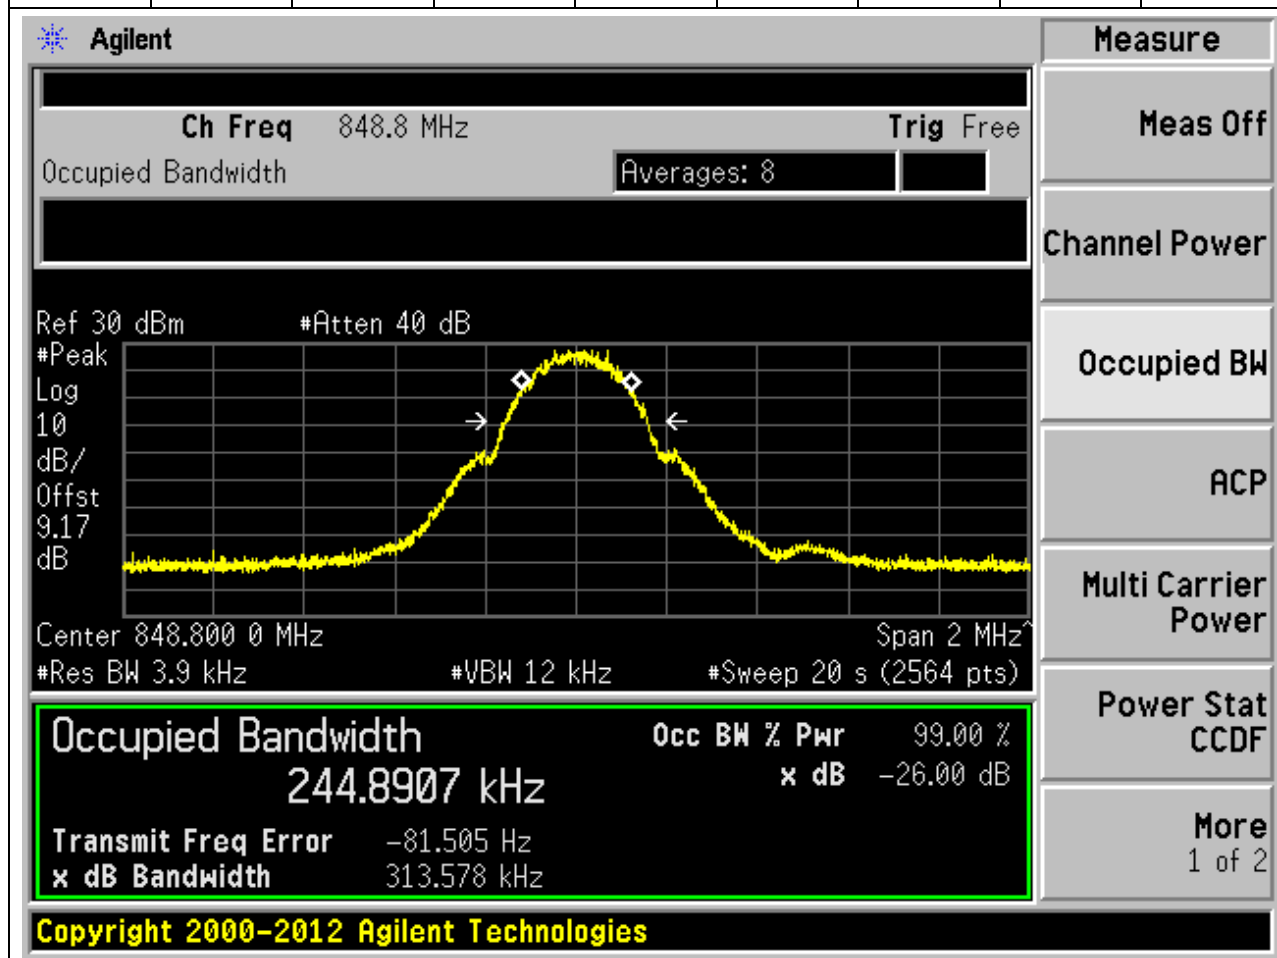 Agilent
Measure
Ch Freq 848.8 MHz Trig Free
Occupied Bandwidth Averages: 8
Meas Off
Channel Power
Occupied BW
ACP
Multi Carrier
Power
Power Stat
CCDF
More
1 of 2
Ref 30 dBm #Atten 40 dB
#Peak
Log
10
dB/
Offst
9.17
dB
Center 848.800 0 MHz Span 2 MHz^
#Res BW 3.9 kHz #VBW 12 kHz #Sweep 20 s (2564 pts)
Occupied Bandwidth Occ BW % Pwr 99.00 %
244.8907 kHz x dB -26.00 dB
Transmit Freq Error -81.505 Hz
x dB Bandwidth 313.578 kHz
Copyright 2000-2012 Agilent Technologies